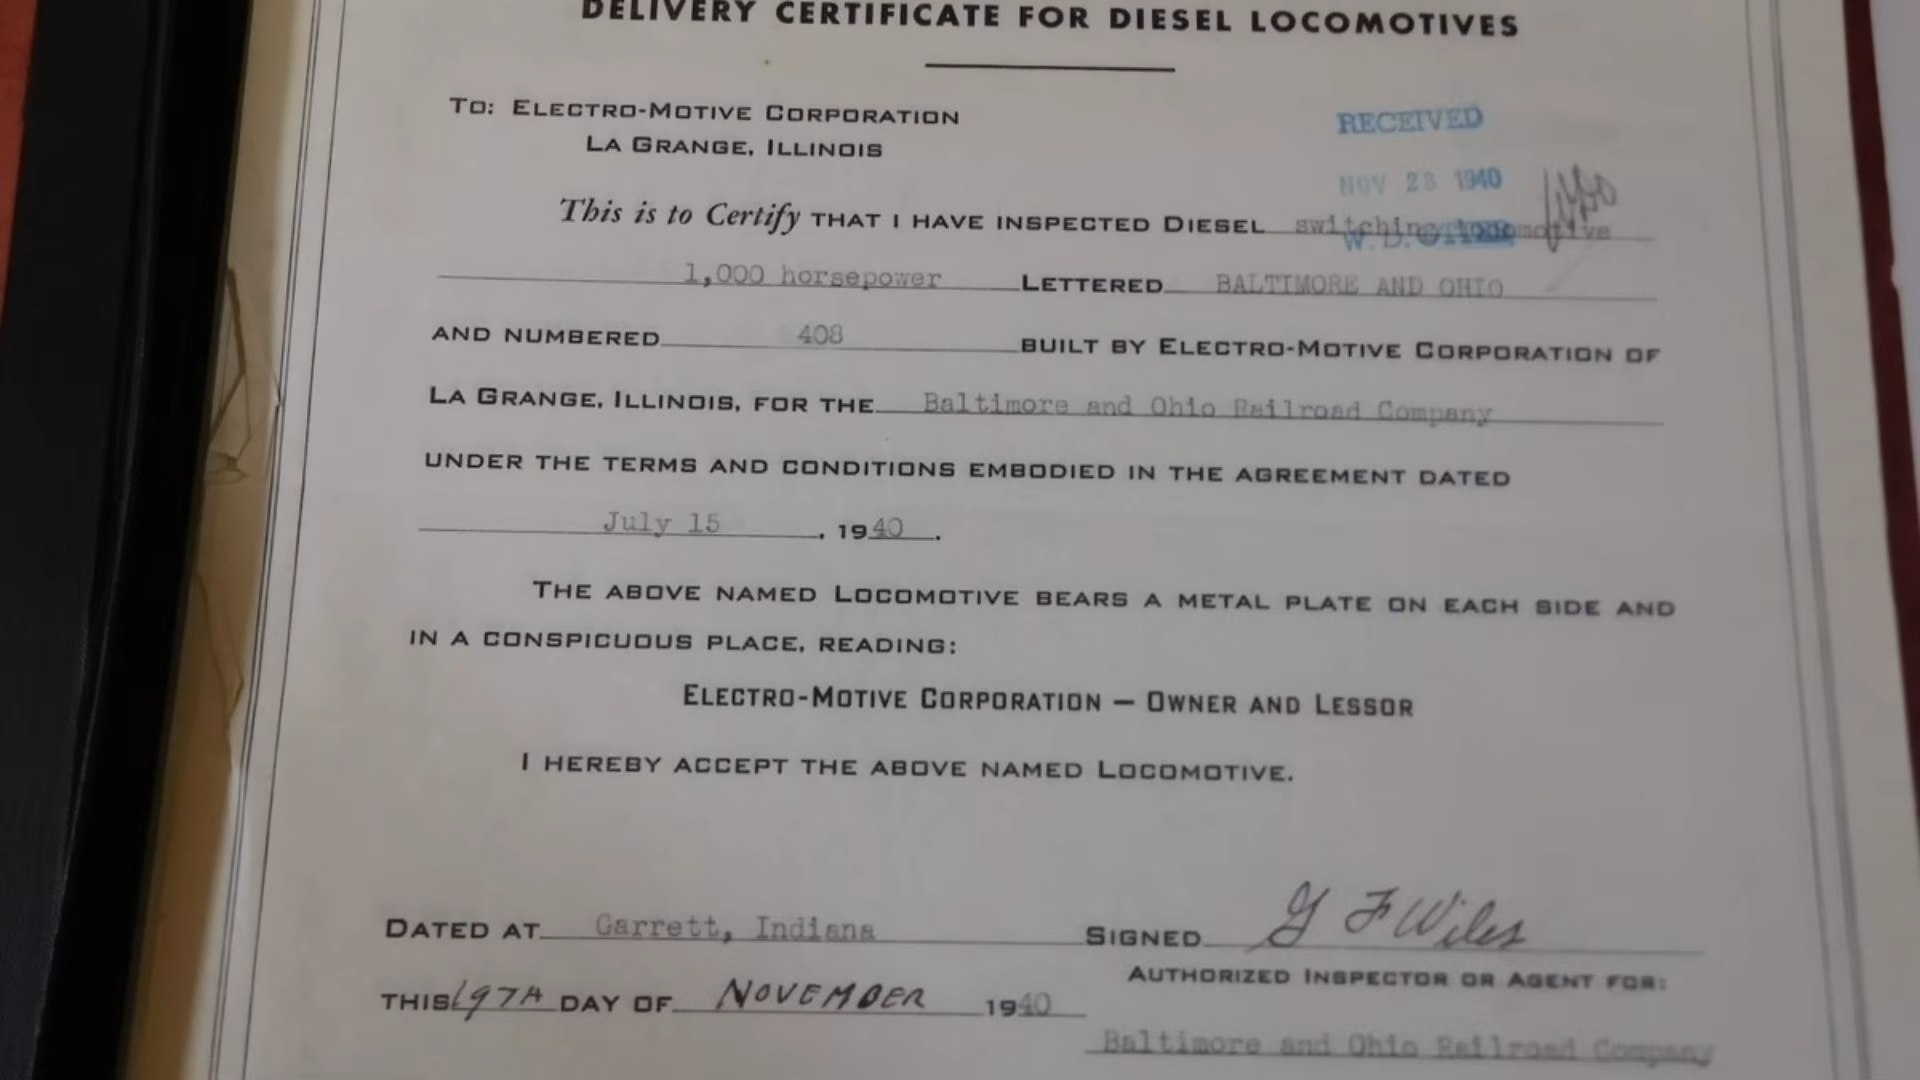 DELIVERY CERTIFICATE FOR DIESEL LOCOMOTIVES
TO: ELECTRO-MOTIVE CORPORATION
LA GRANGE, ILLINOIS
RECEIVED
NOV 23 1940
This is to Certify THAT I HAVE INSPECTED DIESEL switching locomotive
1,000 horsepower LETTERED BALTIMORE AND OHIO
AND NUMBERED 408 BUILT BY ELECTRO-MOTIVE CORPORATION OF
LA GRANGE, ILLINOIS, FOR THE Baltimore and Ohio Railroad Company
UNDER THE TERMS AND CONDITIONS EMBODIED IN THE AGREEMENT DATED
July 15, 1940.
THE ABOVE NAMED LOCOMOTIVE BEARS A METAL PLATE ON EACH SIDE AND
IN A CONSPICUOUS PLACE, READING:
ELECTRO-MOTIVE CORPORATION — OWNER AND LESSOR
I HEREBY ACCEPT THE ABOVE NAMED LOCOMOTIVE.
DATED AT Garrett, Indiana SIGNED G F Wiles
AUTHORIZED INSPECTOR OR AGENT FOR:
THIS 19TH DAY OF NOVEMBER 1940
Baltimore and Ohio Railroad Company